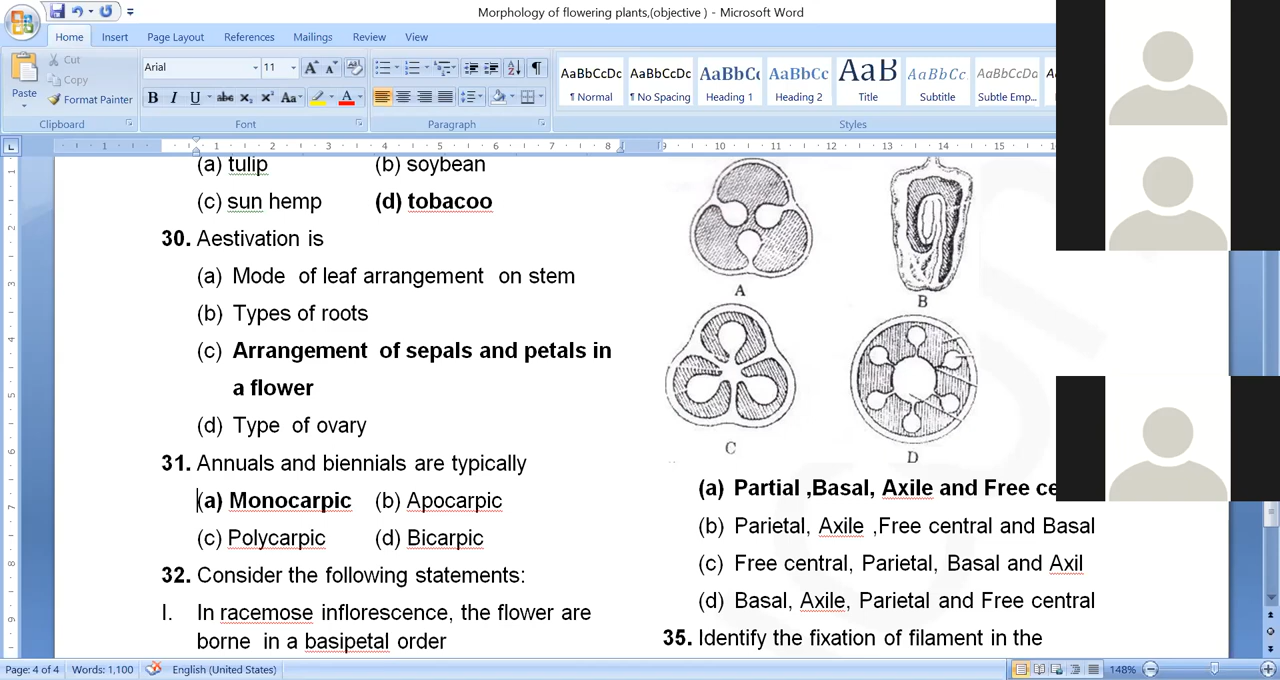 Morphology of flowering plants,(objective ) - Microsoft Word
Home Insert Page Layout References Mailings Review View
Paste
Cut
Copy
Format Painter
Clipboard
Arial 11
Font
Paragraph
AaBbCcDc AaBbCcDc AaBbCc AaBbCc AaB AaBbCc. AaBbCcDa
¶ Normal ¶ No Spacing Heading 1 Heading 2 Title Subtitle Subtle Emp...
Styles
(a) tulip (b) soybean
(c) sun hemp (d) tobacoo
30. Aestivation is
(a) Mode of leaf arrangement on stem
(b) Types of roots
(c) Arrangement of sepals and petals in
a flower
(d) Type of ovary
31. Annuals and biennials are typically
(a) Monocarpic (b) Apocarpic
(c) Polycarpic (d) Bicarpic
32. Consider the following statements:
I. In racemose inflorescence, the flower are
borne in a basipetal order
A B
C D
(a) Partial ,Basal, Axile and Free ce
(b) Parietal, Axile ,Free central and Basal
(c) Free central, Parietal, Basal and Axil
(d) Basal, Axile, Parietal and Free central
35. Identify the fixation of filament in the
Page: 4 of 4 Words: 1,100 English (United States) 148%